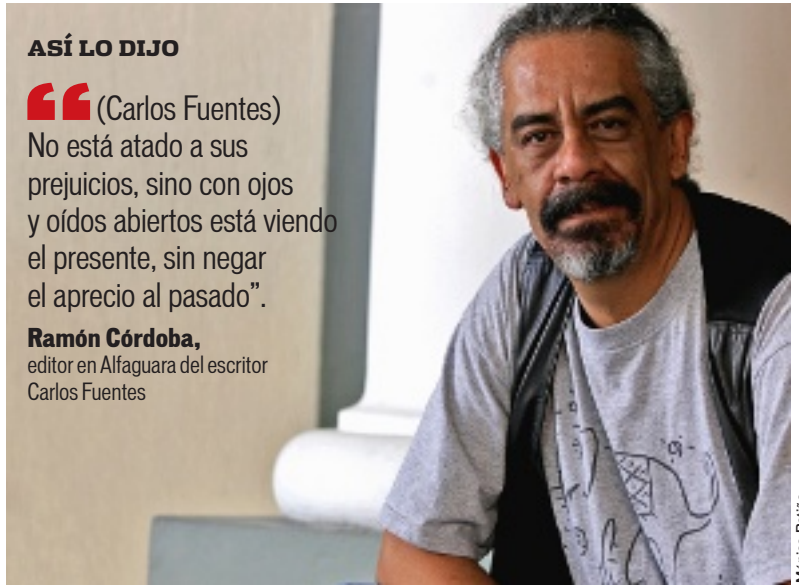 ASÍ LO DIJO
(Carlos Fuentes)
No está atado a sus
prejuicios, sino con ojos
y oídos abiertos está viendo
el presente, sin negar
el aprecio al pasado”.
Ramón Córdoba,
editor en Alfaguara del escritor
Carlos Fuentes